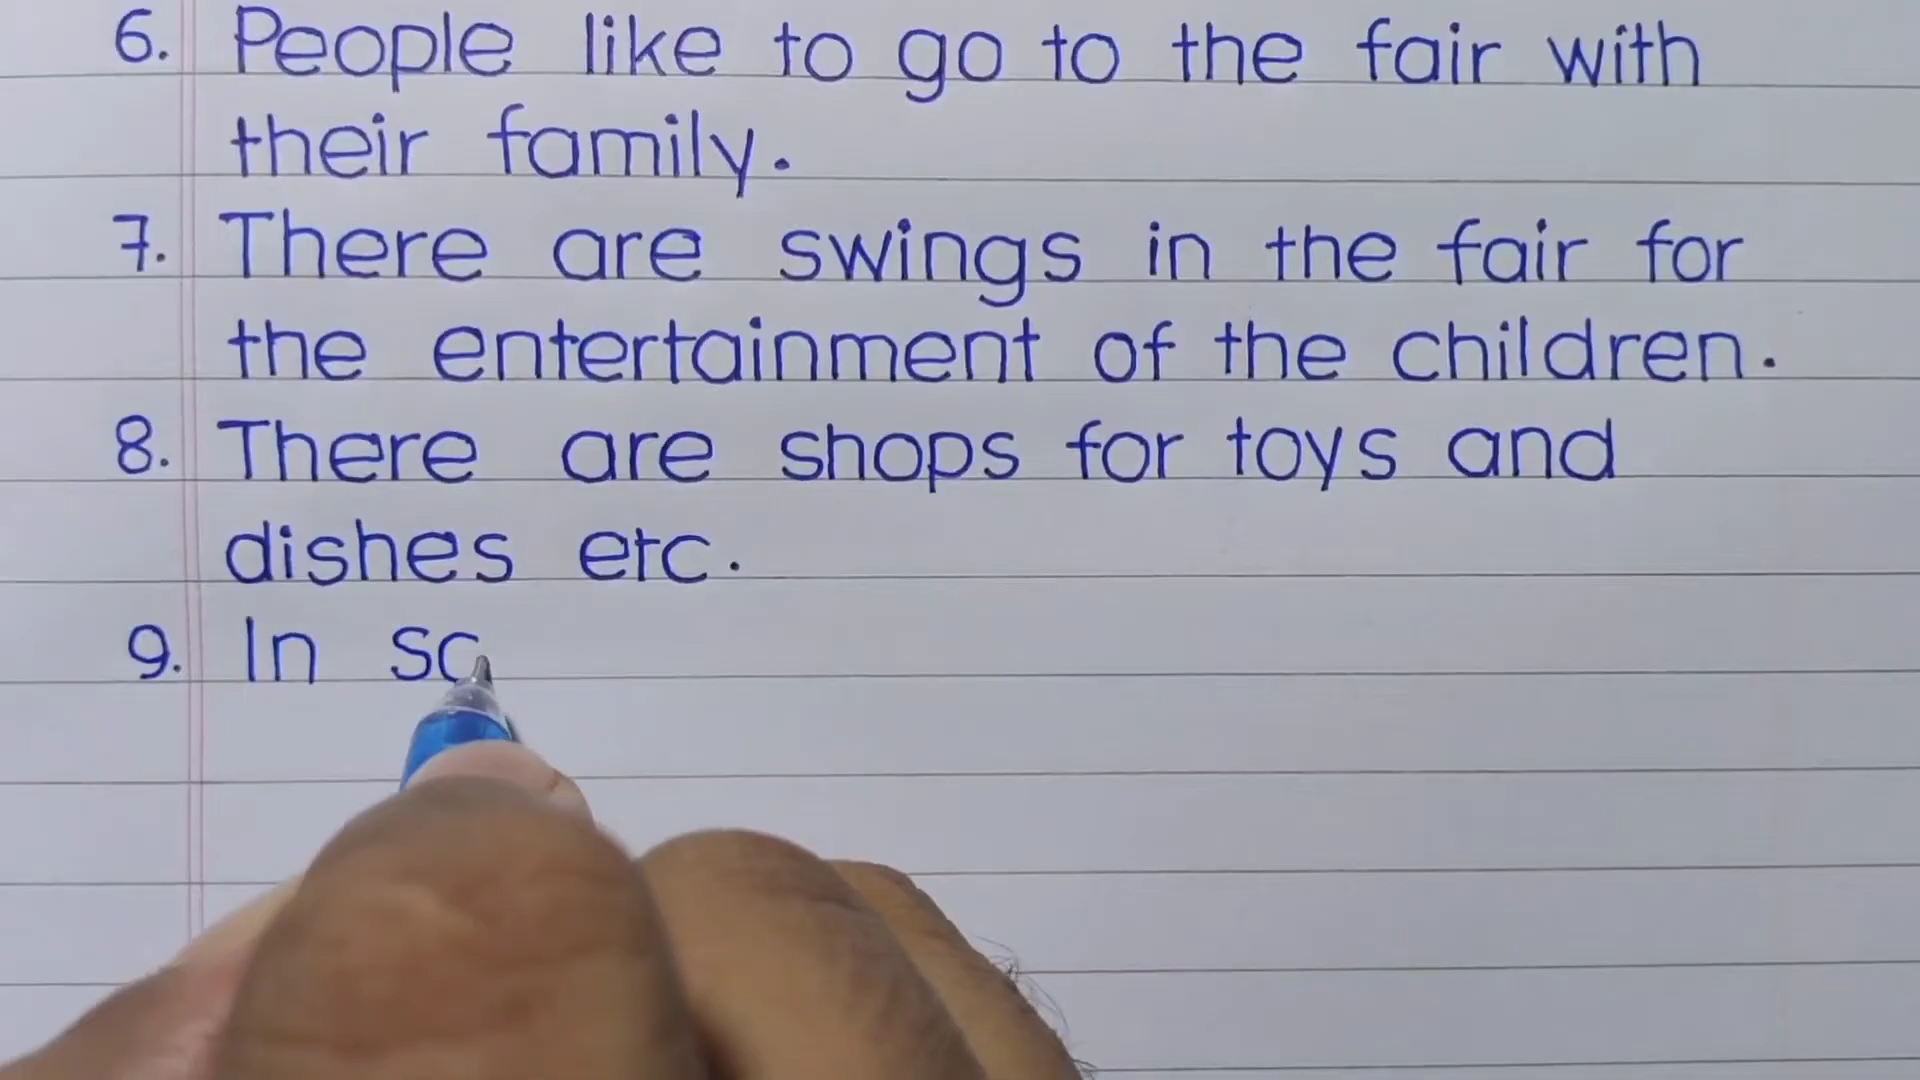 6. People like to go to the fair with
their family.
7. There are swings in the fair for
the entertainment of the children.
8. There are shops for toys and
dishes etc.
9. In